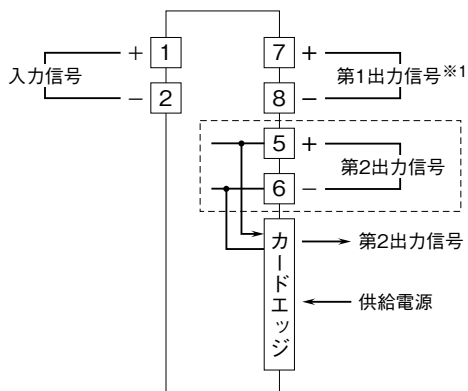 入力信号
+ 1
− 2
7 +
8 −
第1出力信号※1
5 +
6 −
第2出力信号
カードエッジ
第2出力信号
供給電源